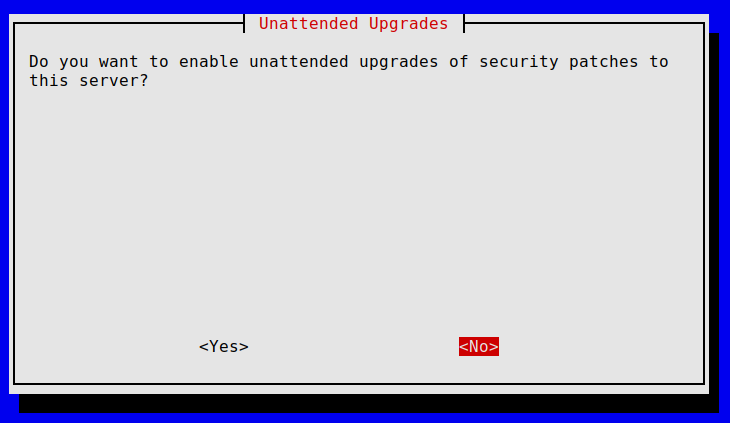 Unattended Upgrades
Do you want to enable unattended upgrades of security patches to
this server?
<Yes> <No>